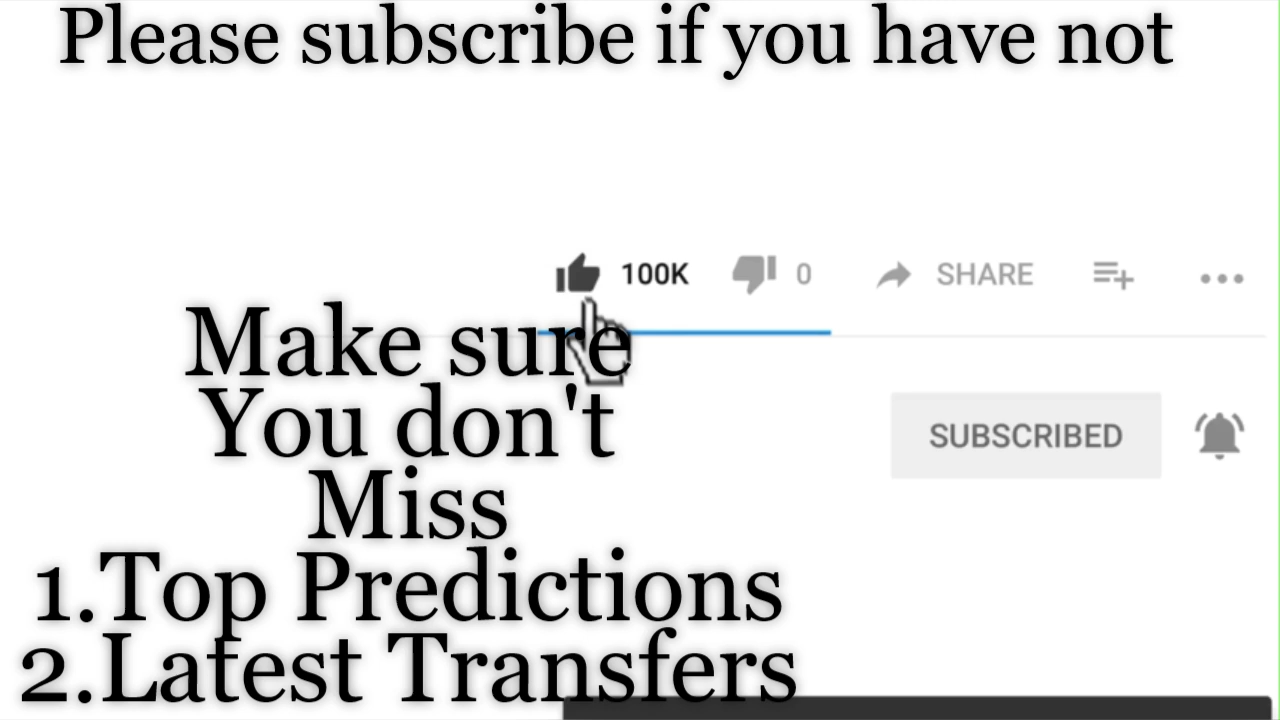 Please subscribe if you have not
100K 0 SHARE
Make sure
You don't
SUBSCRIBED
Miss
1.Top Predictions
2.Latest Transfers